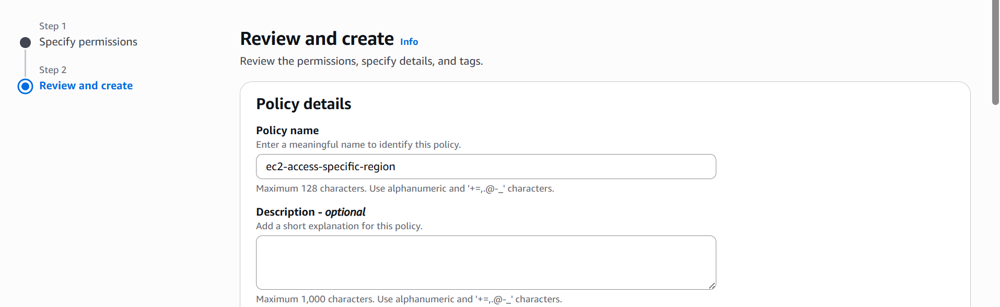 Step 1
Specify permissions
Step 2
Review and create
Review and create Info
Review the permissions, specify details, and tags.
Policy details
Policy name
Enter a meaningful name to identify this policy.
ec2-access-specific-region
Maximum 128 characters. Use alphanumeric and '+=,.@-_' characters.
Description - optional
Add a short explanation for this policy.
Maximum 1,000 characters. Use alphanumeric and '+=,.@-_' characters.